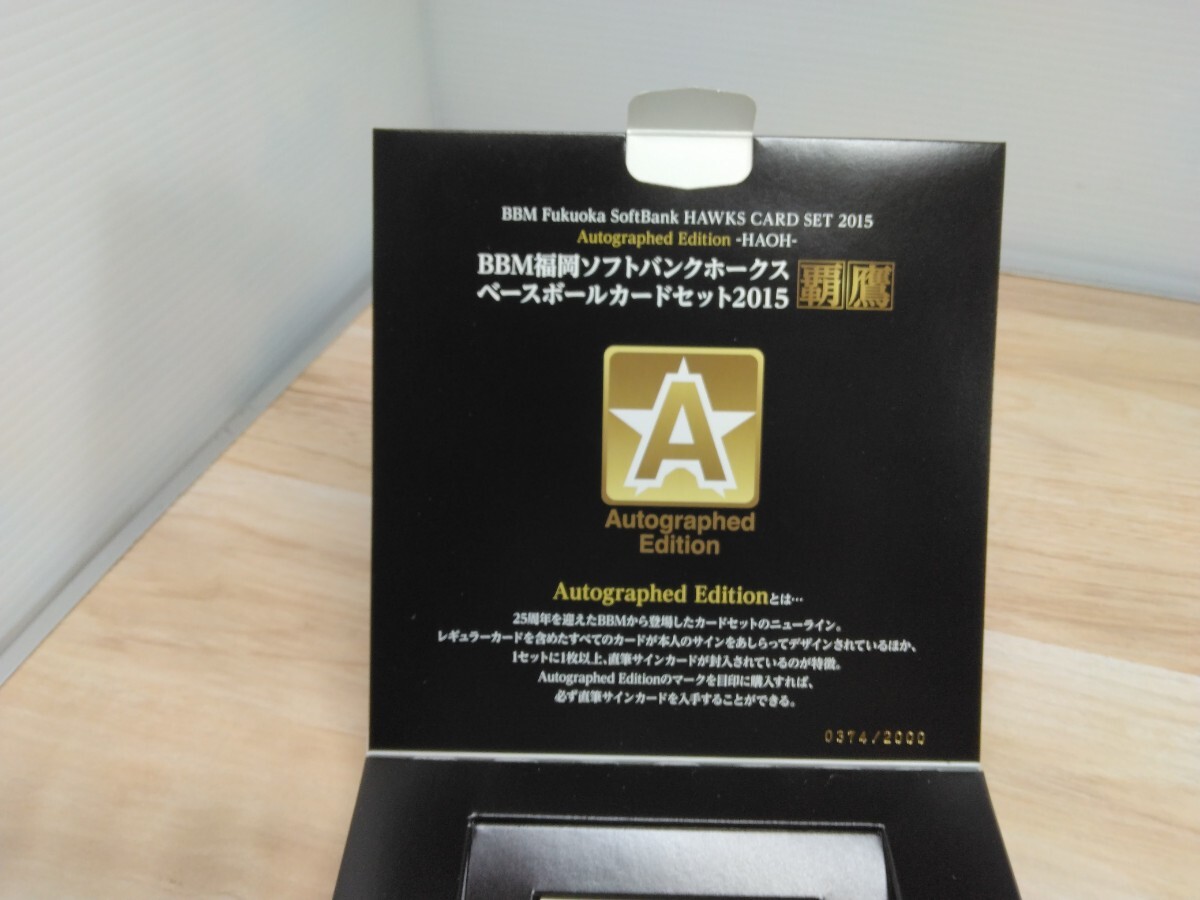 BBM Fukuoka SoftBank HAWKS CARD SET 2015
Autographed Edition -HAOH-
BBM福岡ソフトバンクホークス
ベースボールカードセット2015
覇鷹
A
Autographed
Edition
Autographed Editionとは…
25周年を迎えたBBMから登場したカードセットのニューライン。
レギュラーカードを含めたすべてのカードが本人のサインをあしらってデザインされているほか、
1セットに1枚以上、直筆サインカードが封入されているのが特徴。
Autographed Editionのマークを目印に購入すれば、
必ず直筆サインカードを入手することができる。
0374/2000